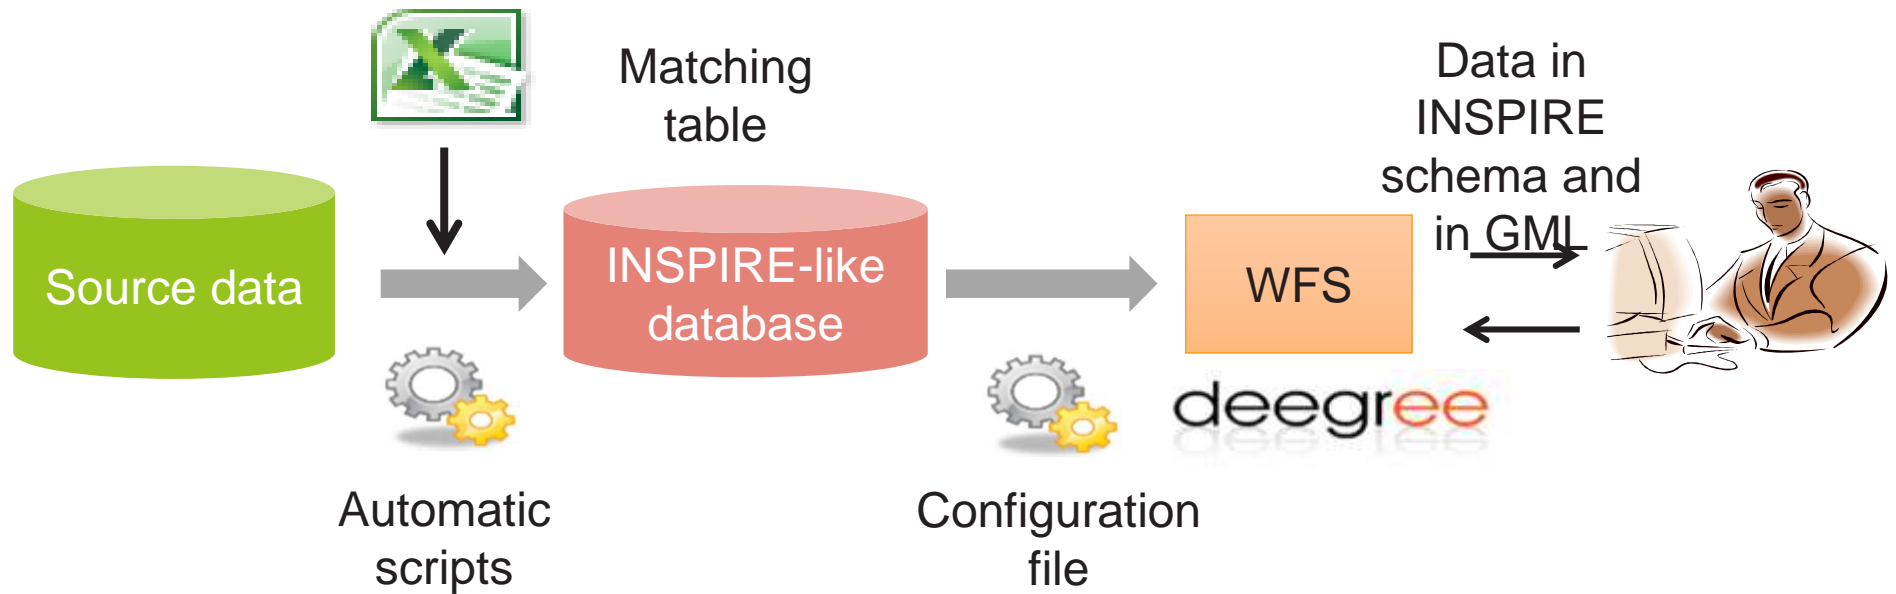 Matching
table
Data in
INSPIRE
schema and
in GML
Source data
INSPIRE-like
database
WFS
deegree
Automatic
scripts
Configuration
file